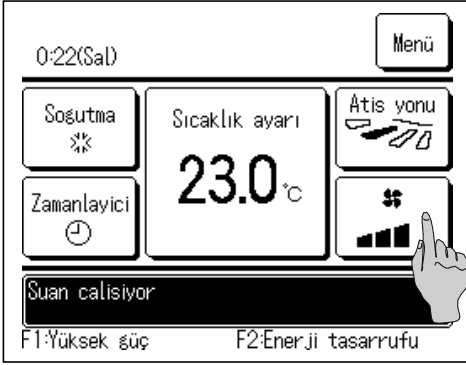 0:22(Sal)
Menü
Soğutma
Sıcaklık ayarı
Atis yonu
23.0°C
Zamanlayici
Suan calisiyor
F1:Yüksek güç
F2:Enerji tasarrufu